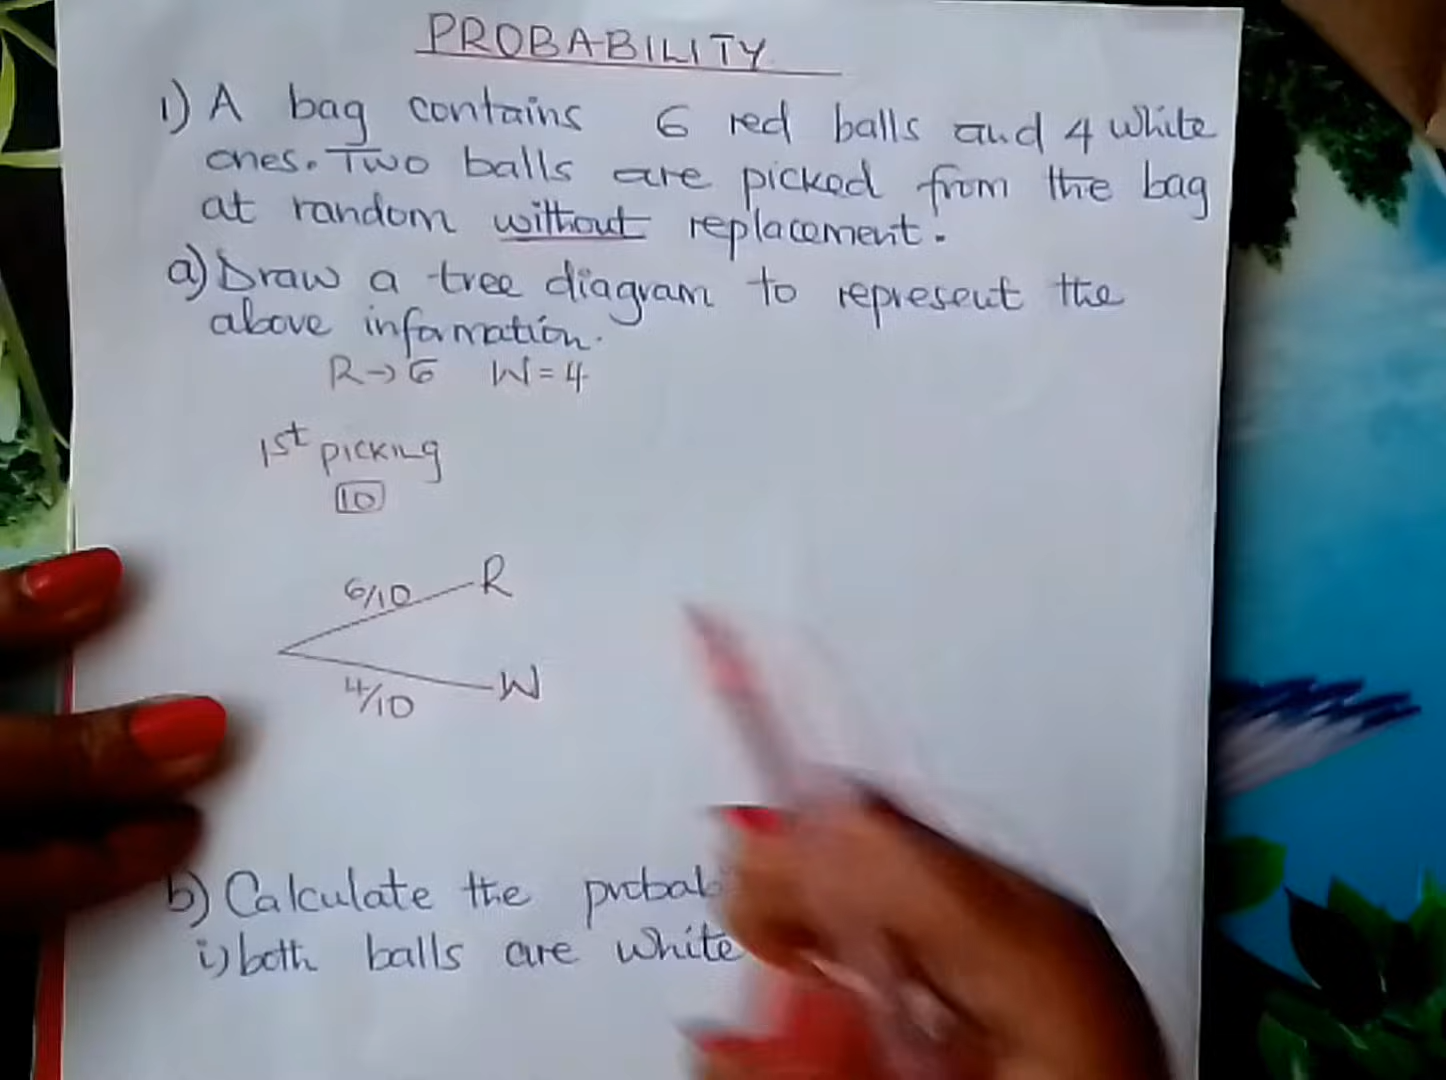 PROBABILITY
1) A bag contains 6 red balls and 4 white
ones. Two balls are picked from the bag
at random without replacement.
a) Draw a tree diagram to represent the
above information.
R→6 W=4
1st picking
10
6/10 R
4/10 W
b) Calculate the
i) both balls are white